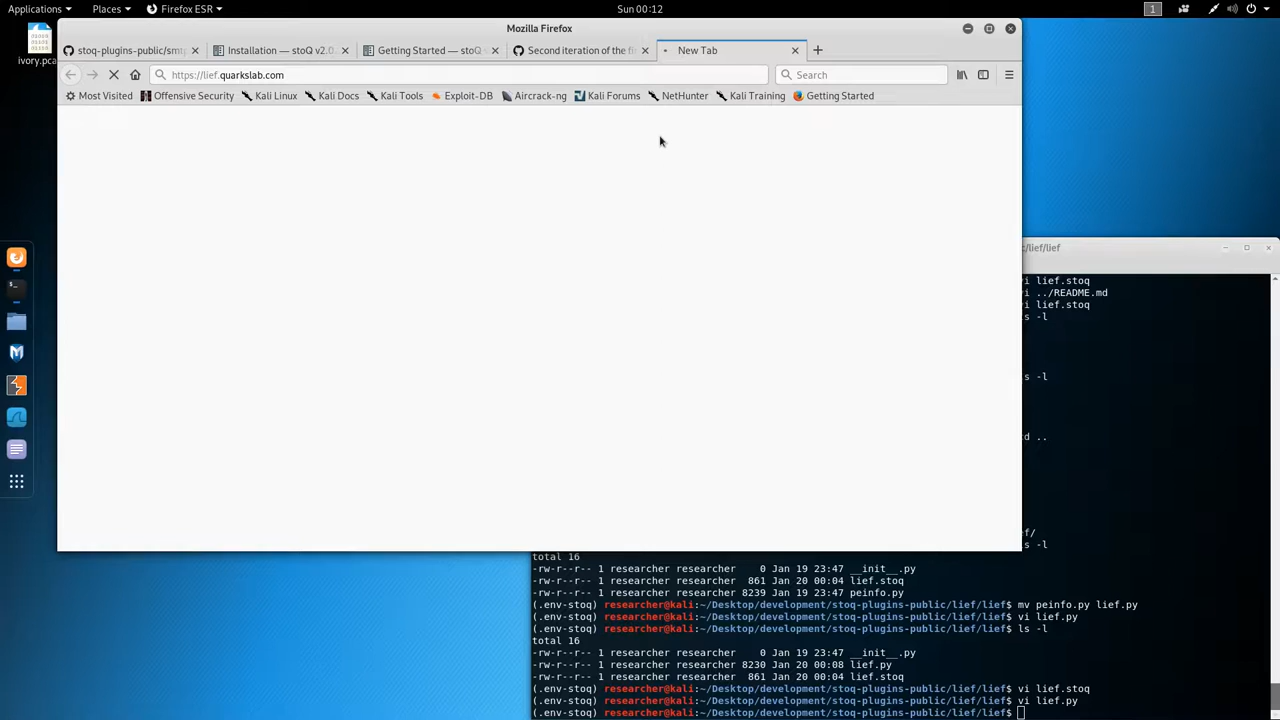 Applications Places Firefox ESR Sun 00:12 1
ivory.pca
Mozilla Firefox
stoq-plugins-public/smt Installation — stoQ v2.0. Getting Started — stoQ Second iteration of the fi New Tab
https://lief.quarkslab.com Search
Most Visited Offensive Security Kali Linux Kali Docs Kali Tools Exploit-DB Aircrack-ng Kali Forums NetHunter Kali Training Getting Started
:/lief/lief
vi lief.stoq
vi ../README.md
vi lief.stoq
ls -l
ls -l
cd ..
ef/
ls -l
total 16
-rw-r--r-- 1 researcher researcher 0 Jan 19 23:47 __init__.py
-rw-r--r-- 1 researcher researcher 861 Jan 20 00:04 lief.stoq
-rw-r--r-- 1 researcher researcher 8239 Jan 19 23:47 peinfo.py
(.env-stoq) researcher@kali:~/Desktop/development/stoq-plugins-public/lief/lief$ mv peinfo.py lief.py
(.env-stoq) researcher@kali:~/Desktop/development/stoq-plugins-public/lief/lief$ vi lief.py
(.env-stoq) researcher@kali:~/Desktop/development/stoq-plugins-public/lief/lief$ ls -l
total 16
-rw-r--r-- 1 researcher researcher 0 Jan 19 23:47 __init__.py
-rw-r--r-- 1 researcher researcher 8230 Jan 20 00:08 lief.py
-rw-r--r-- 1 researcher researcher 861 Jan 20 00:04 lief.stoq
(.env-stoq) researcher@kali:~/Desktop/development/stoq-plugins-public/lief/lief$ vi lief.stoq
(.env-stoq) researcher@kali:~/Desktop/development/stoq-plugins-public/lief/lief$ vi lief.py
(.env-stoq) researcher@kali:~/Desktop/development/stoq-plugins-public/lief/lief$